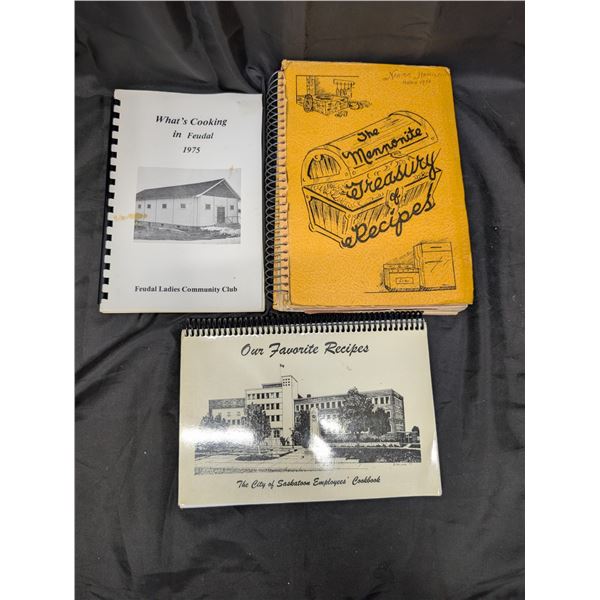 What's Cooking
in Feudal
1975
Feudal Ladies Community Club
The
Mennonite
Treasury
of
Recipes
Our Favorite Recipes
The City of Saskatoon Employees' Cookbook